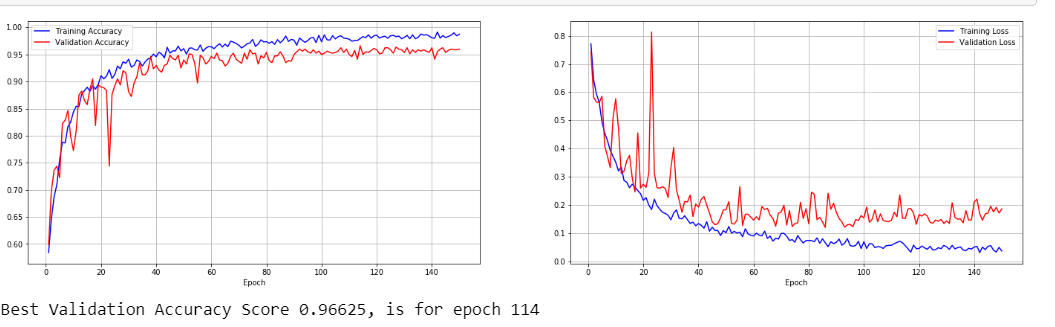 Training Accuracy
Validation Accuracy
1.00
0.95
0.90
0.85
0.80
0.75
0.70
0.65
0.60
0 20 40 60 80 100 120 140
Epoch
Training Loss
Validation Loss
0.8
0.7
0.6
0.5
0.4
0.3
0.2
0.1
0.0
0 20 40 60 80 100 120 140
Epoch
Best Validation Accuracy Score 0.96625, is for epoch 114